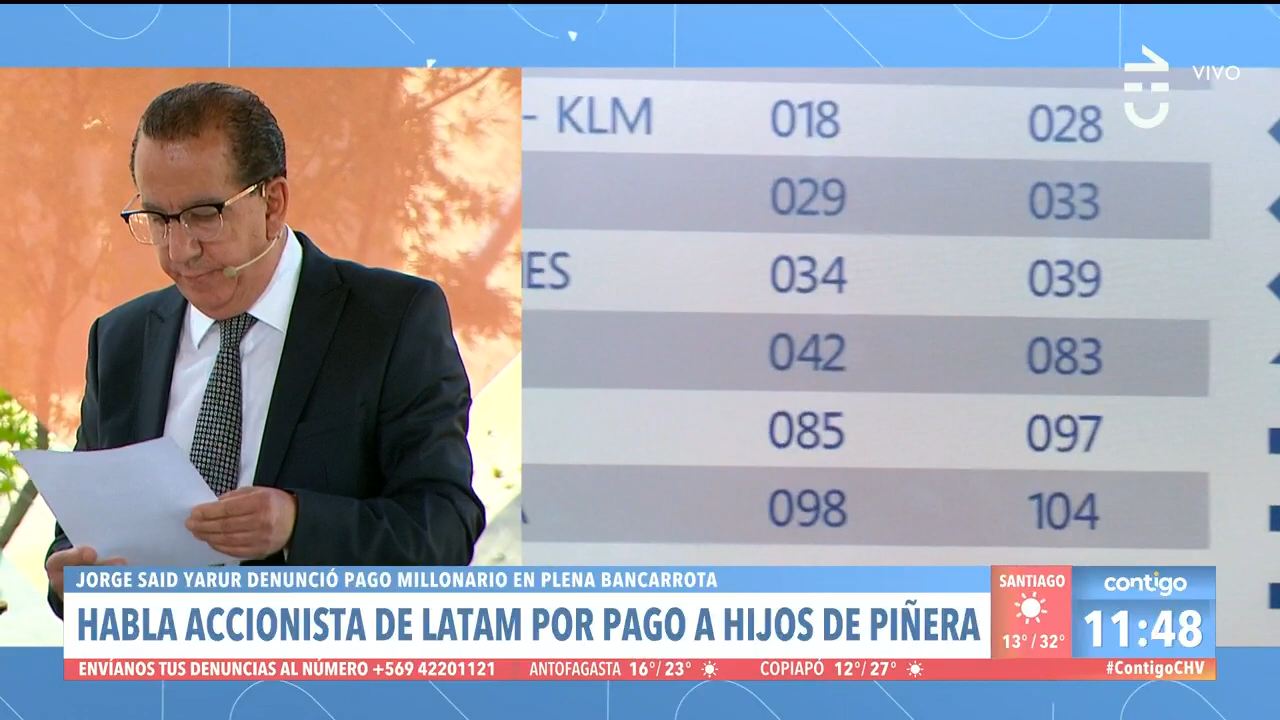 CHV
VIVO
- KLM 018 028
029 033
ES 034 039
042 083
085 097
098 104
JORGE SAID YARUR DENUNCIÓ PAGO MILLONARIO EN PLENA BANCARROTA
HABLA ACCIONISTA DE LATAM POR PAGO A HIJOS DE PIÑERA
SANTIAGO
13°/32°
contigo
11:48
ENVÍANOS TUS DENUNCIAS AL NÚMERO +569 42201121 ANTOFAGASTA 16°/23° COPIAPÓ 12°/27°
#ContigoCHV